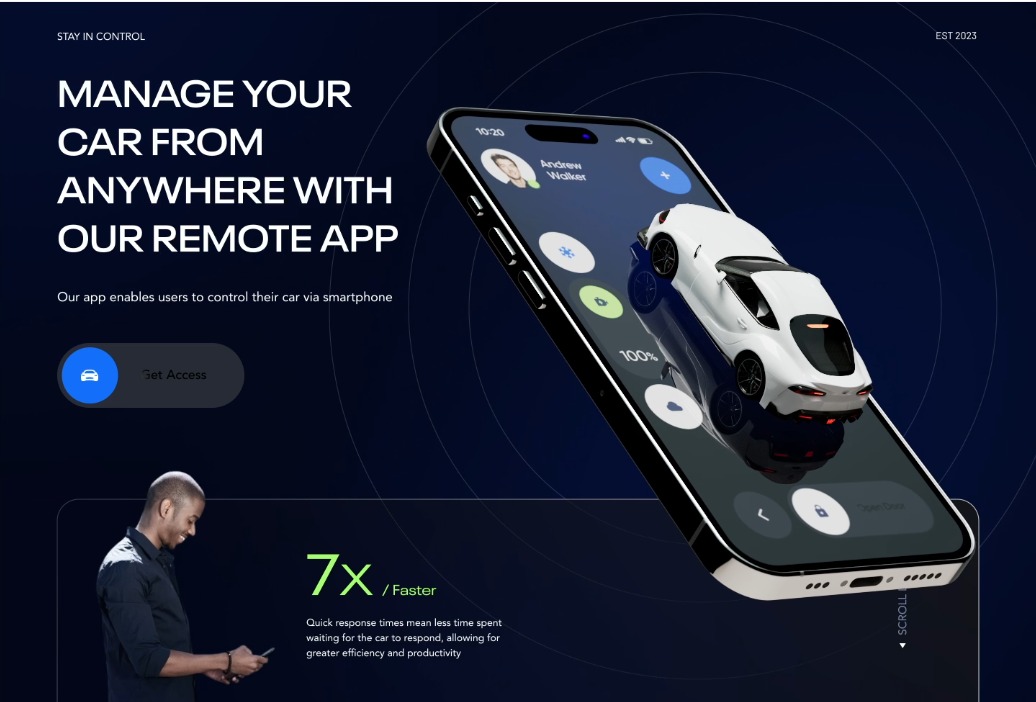 STAY IN CONTROL
EST 2023
MANAGE YOUR
CAR FROM
ANYWHERE WITH
OUR REMOTE APP
Our app enables users to control their car via smartphone
Get Access
10:20
Andrew
Walker
100%
Open Door
7x / Faster
Quick response times mean less time spent
waiting for the car to respond, allowing for
greater efficiency and productivity
SCROLL